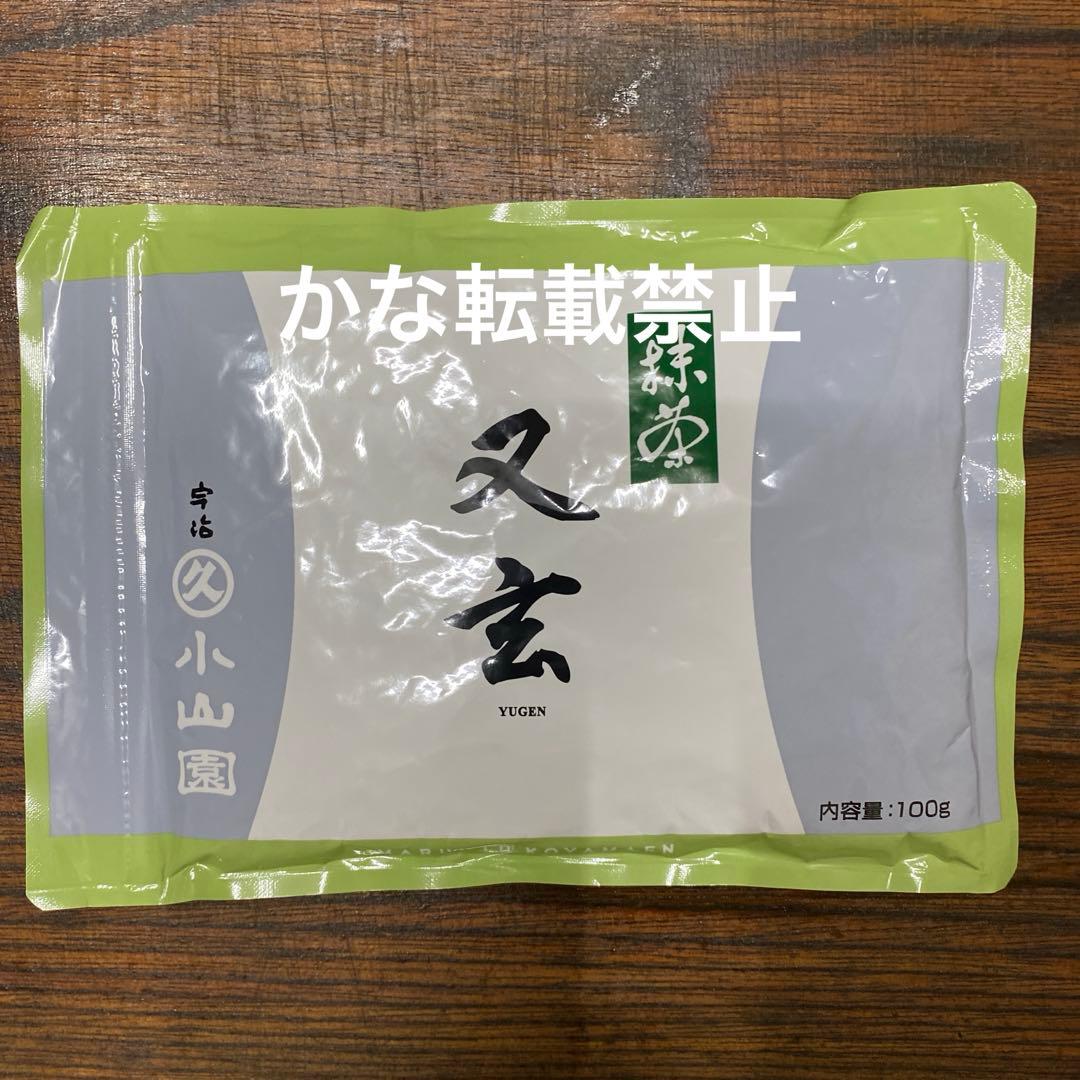 かな転載禁止
抹茶
又玄
YUGEN
宇治
久
小山園
内容量:100g
KOYAMAEN